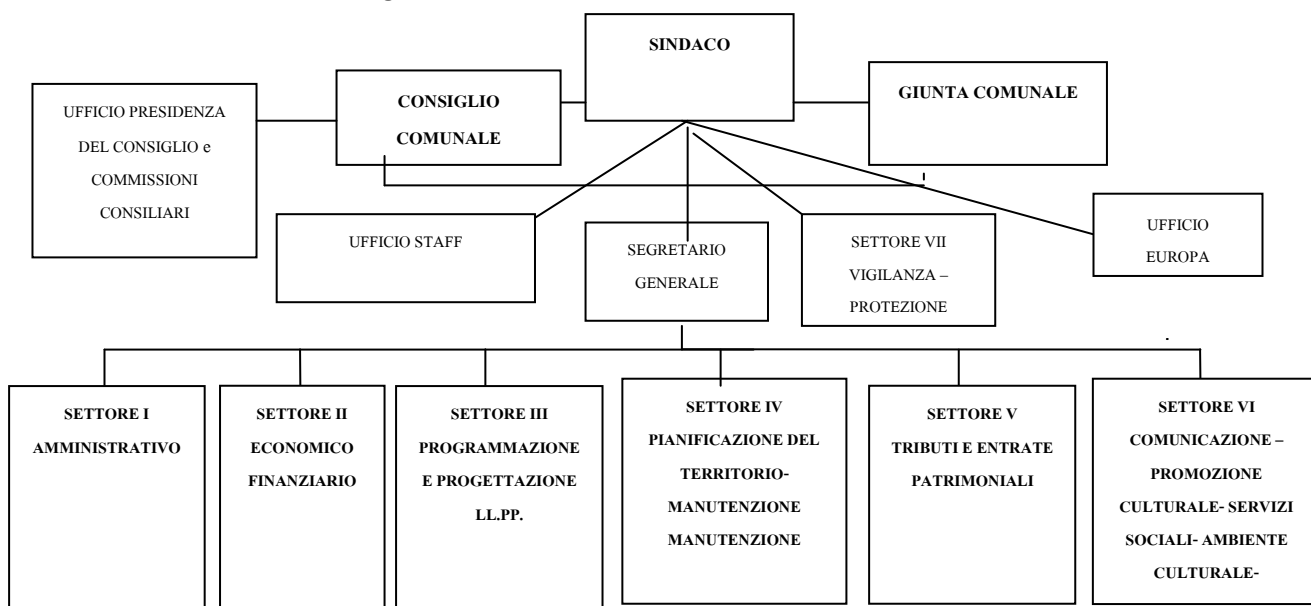 SINDACO
UFFICIO PRESIDENZA
DEL CONSIGLIO e
COMMISSIONI
CONSILIARI
CONSIGLIO
COMUNALE
GIUNTA COMUNALE
UFFICIO STAFF
SEGRETARIO
GENERALE
SETTORE VII
VIGILANZA –
PROTEZIONE
UFFICIO
EUROPA
SETTORE I
AMMINISTRATIVO
SETTORE II
ECONOMICO
FINANZIARIO
SETTORE III
PROGRAMMAZIONE
E PROGETTAZIONE
LL.PP.
SETTORE IV
PIANIFICAZIONE DEL
TERRITORIO-
MANUTENZIONE
MANUTENZIONE
SETTORE V
TRIBUTI E ENTRATE
PATRIMONIALI
SETTORE VI
COMUNICAZIONE –
PROMOZIONE
CULTURALE- SERVIZI
SOCIALI- AMBIENTE
CULTURALE-